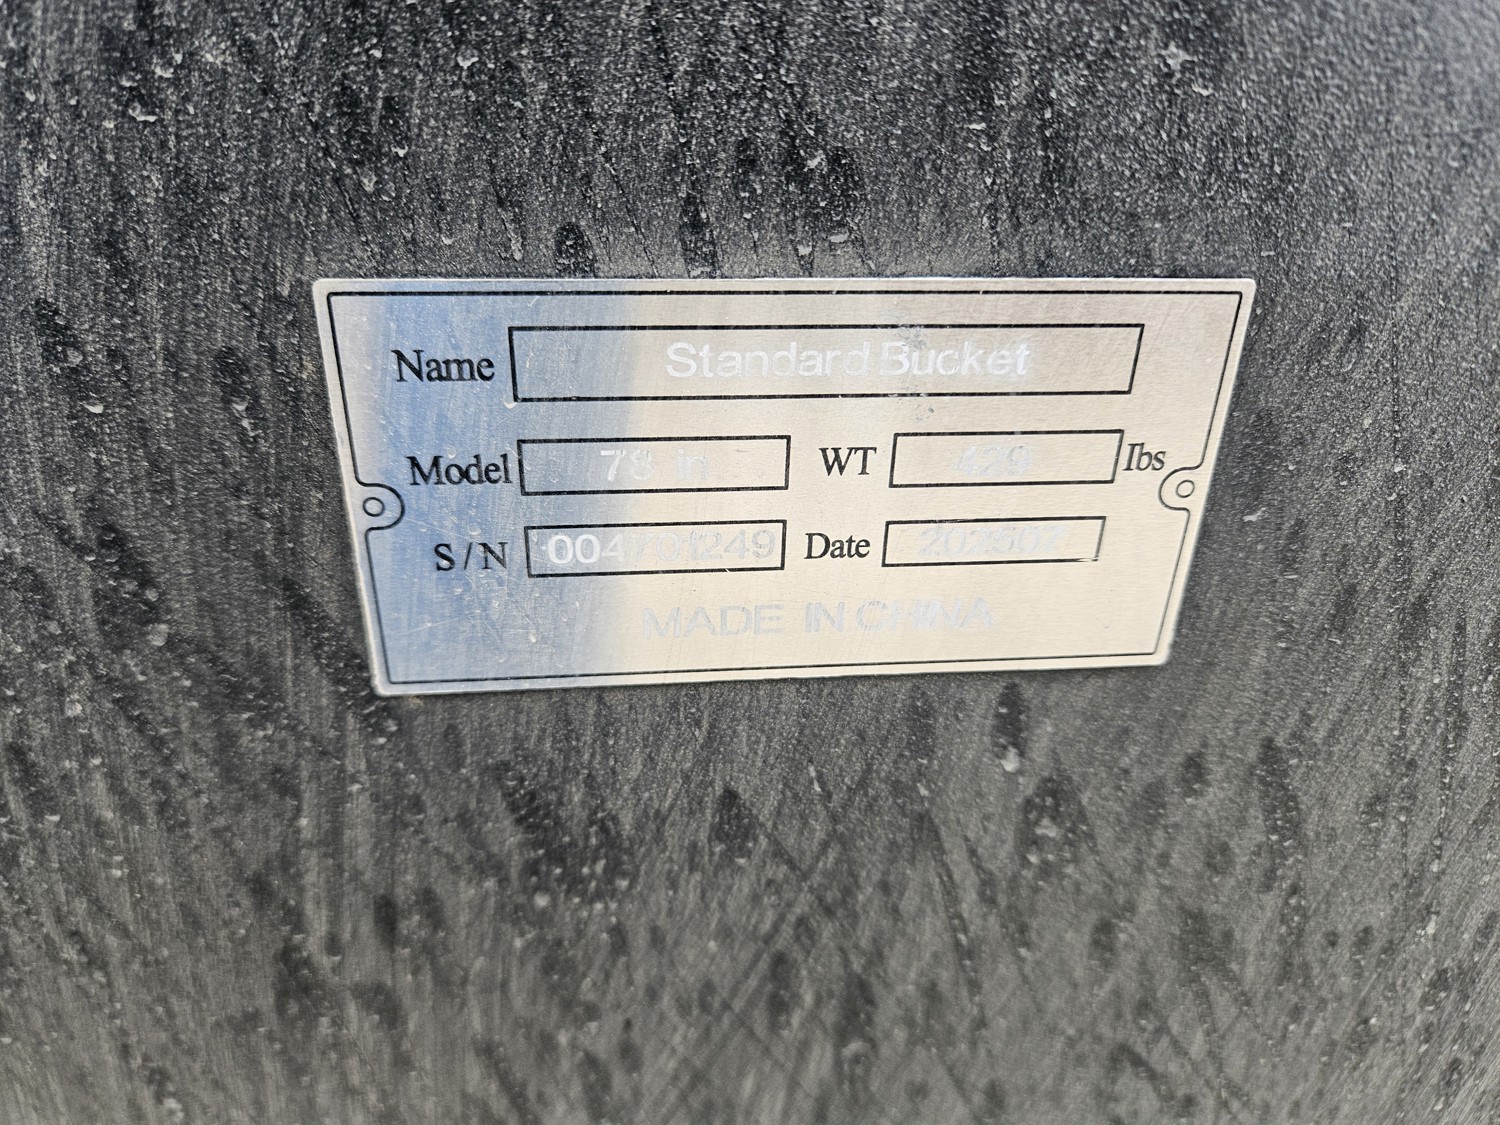 Name Standard Bucket
Model 78 in WT 429 lbs
S/N 004701249 Date 202507
MADE IN CHINA